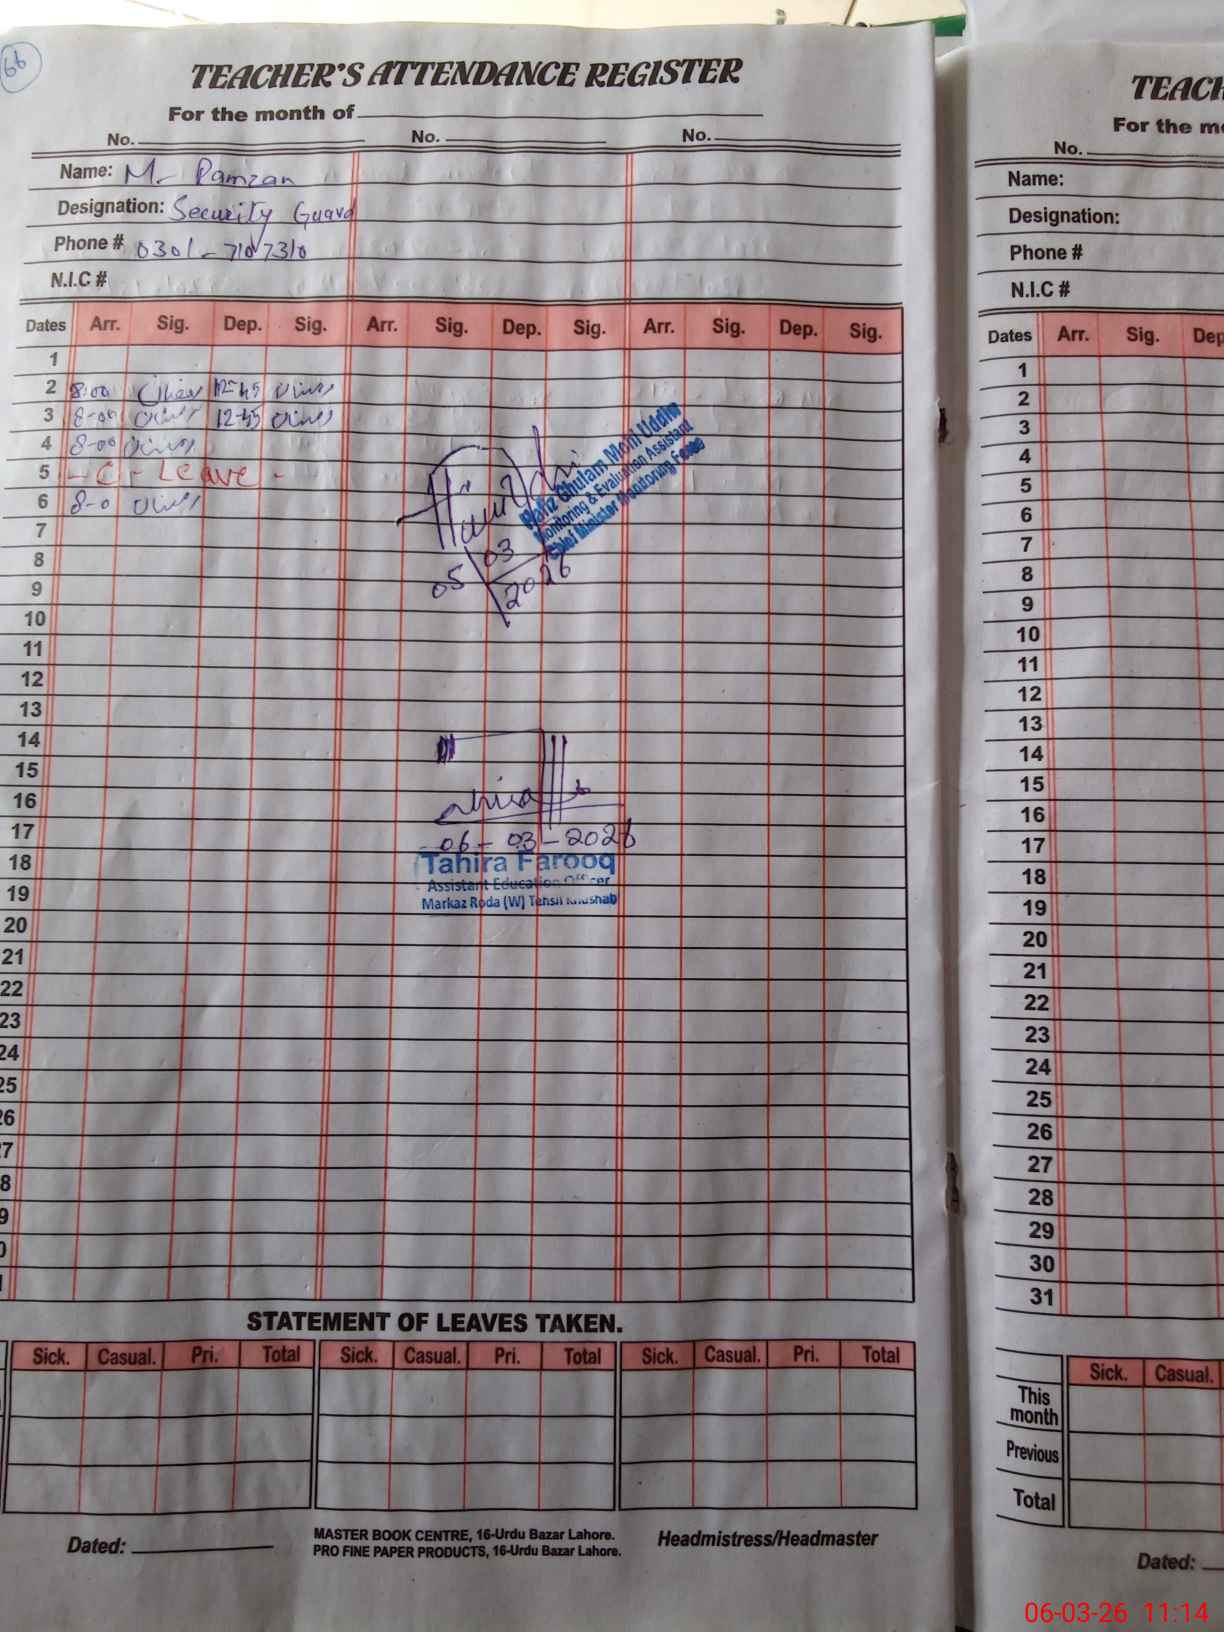 66
TEACHER'S ATTENDANCE REGISTER
For the month of
No. No. No.
Name: M. Ramzan
Designation: Security Guard
Phone # 0301-7107310
N.I.C #
Dates Arr. Sig. Dep. Sig. Arr. Sig. Dep. Sig. Arr. Sig. Dep. Sig.
1
2 8:00 12-45
3 8-00 12-45
4 8-00
5 - C - Leave -
6 8-0
7
8
9
10
11
12
13
14
15
16
17
18
19
20
21
22
23
24
25
26
27
8
9
0
Hafiz Ghulam Mohi Uddin
Monitoring & Evaluation Assistant
Chief Minister Monitoring Force
05 03 2026
06-03-2026
Tahira Farooq
Assistant Education Officer
Markaz Roda (W) Tehsil Khushab
STATEMENT OF LEAVES TAKEN.
Sick. Casual. Pri. Total Sick. Casual. Pri. Total Sick. Casual. Pri. Total
Dated:
MASTER BOOK CENTRE, 16-Urdu Bazar Lahore.
PRO FINE PAPER PRODUCTS, 16-Urdu Bazar Lahore.
Headmistress/Headmaster
TEACH
For the mo
No.
Name:
Designation:
Phone #
N.I.C #
Dates Arr. Sig. Dep
1
2
3
4
5
6
7
8
9
10
11
12
13
14
15
16
17
18
19
20
21
22
23
24
25
26
27
28
29
30
31
Sick. Casual.
This month
Previous
Total
Dated:
06-03-26 11:14